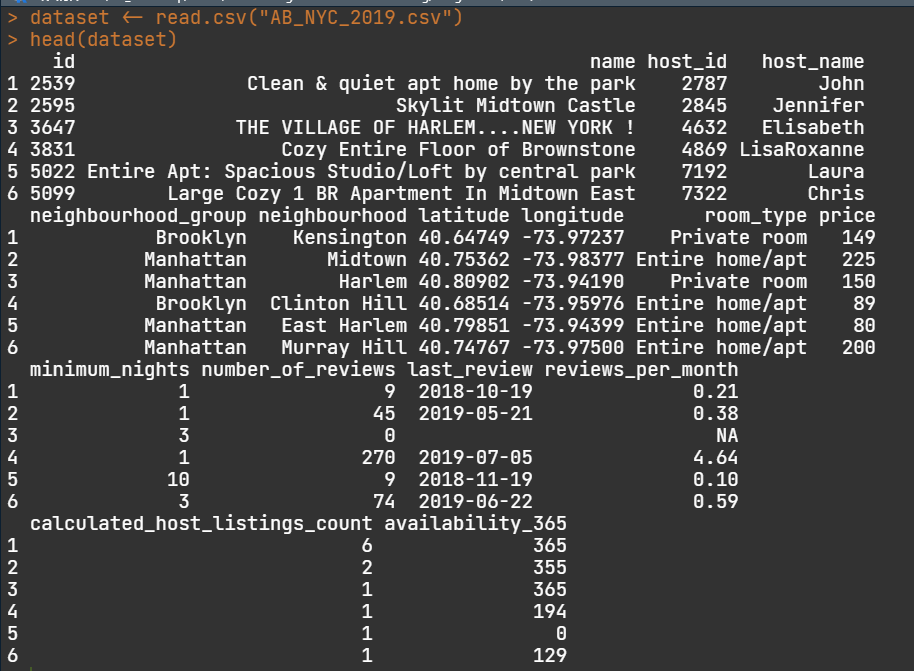 > dataset <- read.csv("AB_NYC_2019.csv")
> head(dataset)
    id                                             name host_id   host_name
1 2539               Clean & quiet apt home by the park    2787        John
2 2595                            Skylit Midtown Castle    2845    Jennifer
3 3647              THE VILLAGE OF HARLEM....NEW YORK !    4632   Elisabeth
4 3831                  Cozy Entire Floor of Brownstone    4869 LisaRoxanne
5 5022 Entire Apt: Spacious Studio/Loft by central park    7192       Laura
6 5099        Large Cozy 1 BR Apartment In Midtown East    7322       Chris
  neighbourhood_group neighbourhood latitude longitude       room_type price
1            Brooklyn    Kensington 40.64749 -73.97237    Private room   149
2           Manhattan       Midtown 40.75362 -73.98377 Entire home/apt   225
3           Manhattan        Harlem 40.80902 -73.94190    Private room   150
4            Brooklyn  Clinton Hill 40.68514 -73.95976 Entire home/apt    89
5           Manhattan   East Harlem 40.79851 -73.94399 Entire home/apt    80
6           Manhattan   Murray Hill 40.74767 -73.97500 Entire home/apt   200
  minimum_nights number_of_reviews last_review reviews_per_month
1              1                 9  2018-10-19              0.21
2              1                45  2019-05-21              0.38
3              3                 0                            NA
4              1               270  2019-07-05              4.64
5             10                 9  2018-11-19              0.10
6              3                74  2019-06-22              0.59
  calculated_host_listings_count availability_365
1                              6              365
2                              2              355
3                              1              365
4                              1              194
5                              1                0
6                              1              129